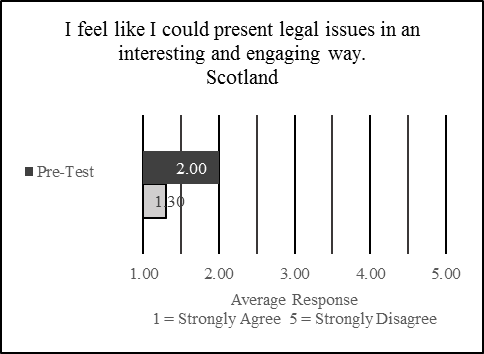 I feel like I could present legal issues in an
interesting and engaging way.
Scotland
Pre-Test
2.00
1.30
1.00 2.00 3.00 4.00 5.00
Average Response
1 = Strongly Agree 5 = Strongly Disagree